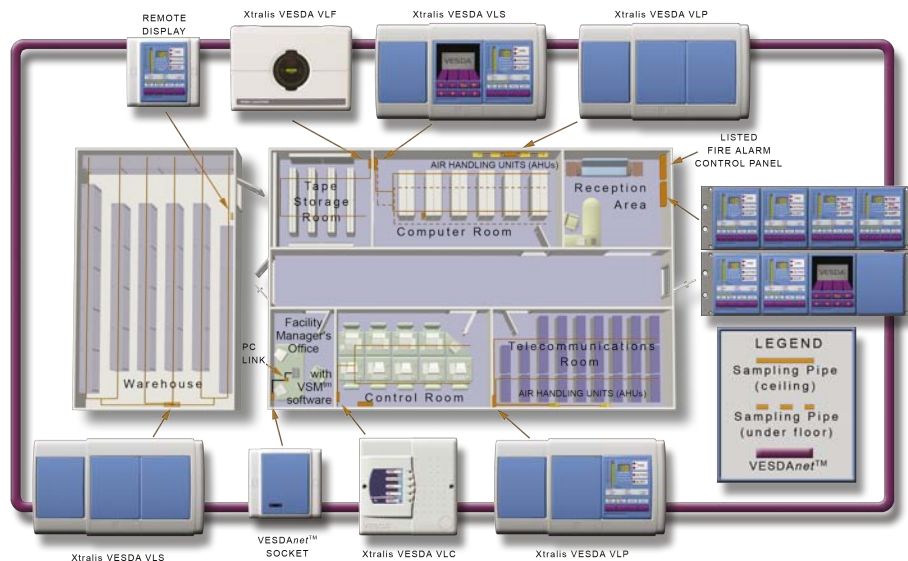 REMOTE
DISPLAY
Xtralis VESDA VLF
Xtralis VESDA VLS
Xtralis VESDA VLP
LISTED
FIRE ALARM
CONTROL PANEL
VESDA
AIR HANDLING UNITS (AHUs)
Tape
Storage
Room
Computer Room
Reception
Area
VESDA
Facility
Manager's
Office
with
VSM™
software
PC
LINK
Warehouse
Control Room
Telecommunications
Room
AIR HANDLING UNITS (AHUs)
LEGEND
Sampling Pipe
(ceiling)
Sampling Pipe
(under floor)
VESDAnet™
Xtralis VESDA VLS
VESDAnet™
SOCKET
VESDA
Xtralis VESDA VLC
Xtralis VESDA VLP